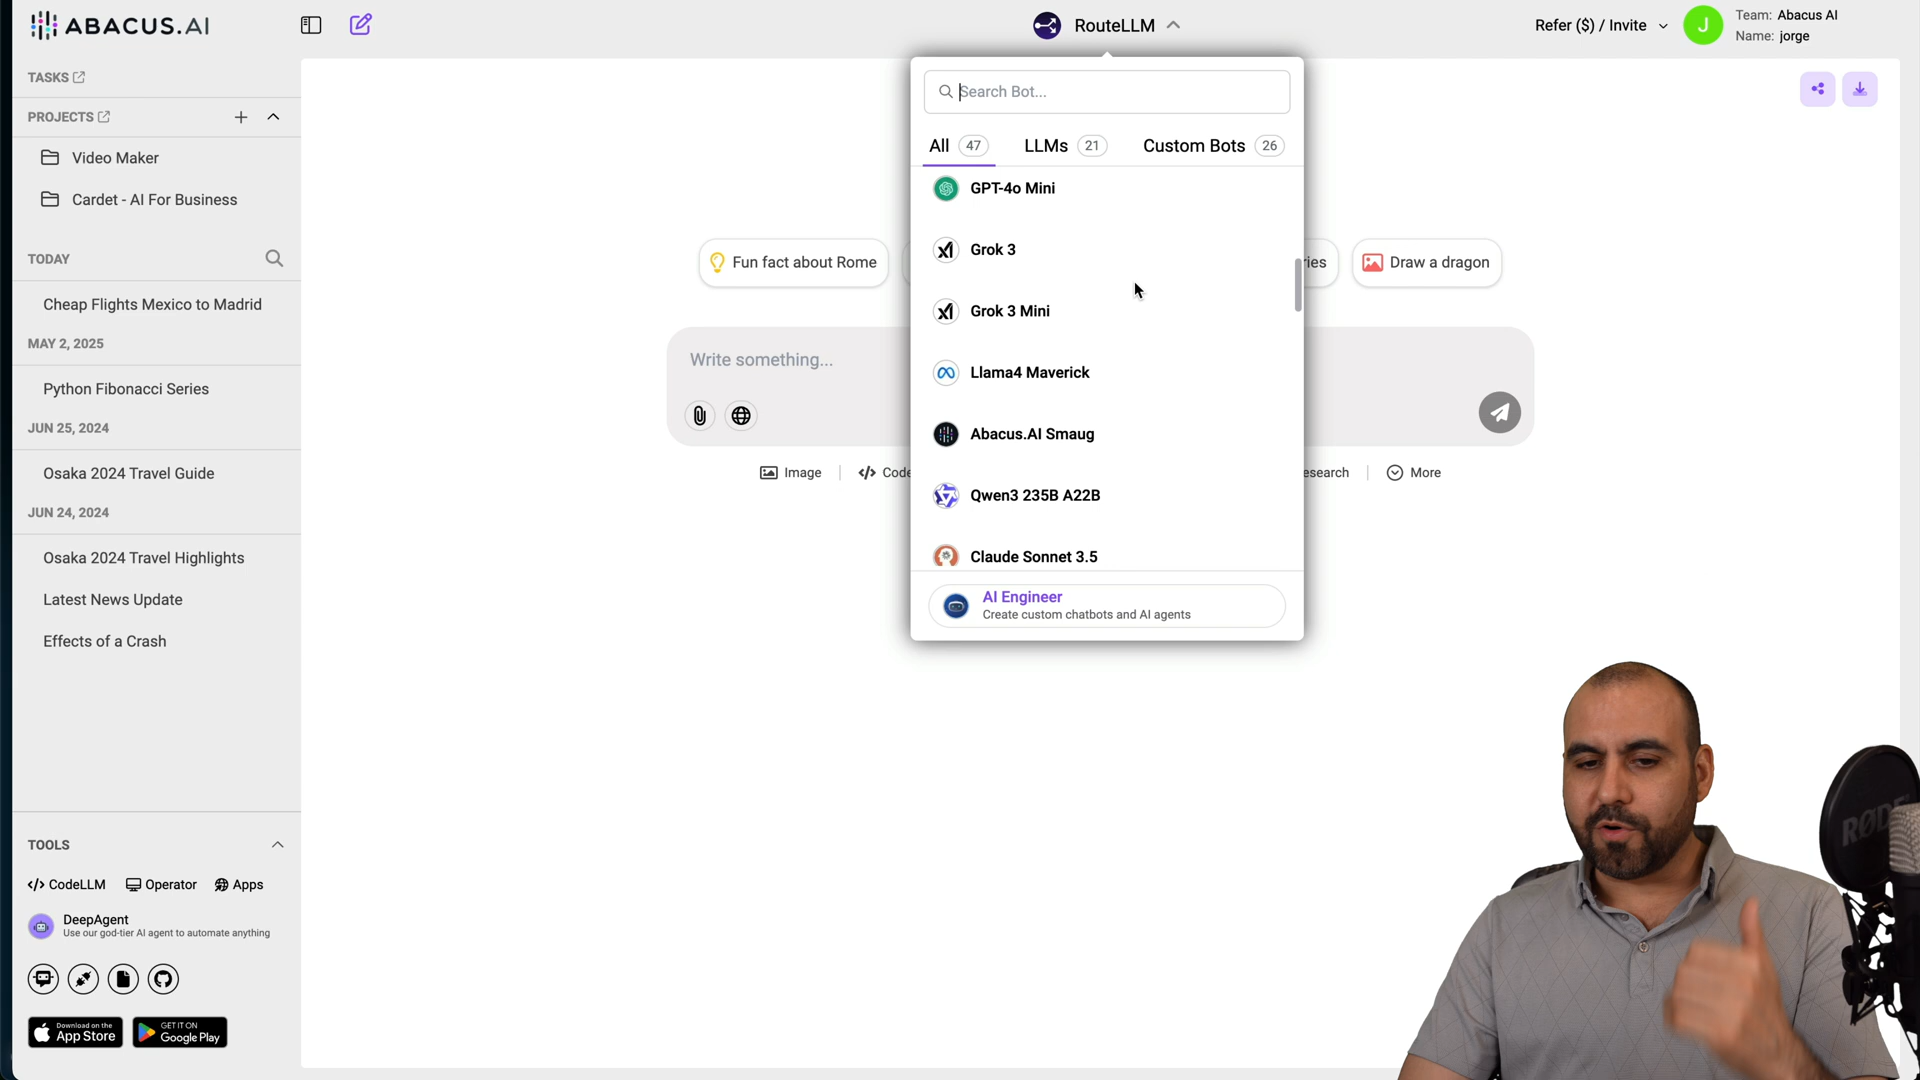 ABACUS.AI
RouteLLM
Refer ($) / Invite
J
Team: Abacus AI
Name: jorge
TASKS
PROJECTS
Video Maker
Cardet - AI For Business
TODAY
Cheap Flights Mexico to Madrid
MAY 2, 2025
Python Fibonacci Series
JUN 25, 2024
Osaka 2024 Travel Guide
JUN 24, 2024
Osaka 2024 Travel Highlights
Latest News Update
Effects of a Crash
TOOLS
CodeLLM
Operator
Apps
DeepAgent
Use our god-tier AI agent to automate anything
Download on the
App Store
GET IT ON
Google Play
Search Bot...
All 47
LLMs 21
Custom Bots 26
GPT-4o Mini
Grok 3
Grok 3 Mini
Llama4 Maverick
Abacus.AI Smaug
Qwen3 235B A22B
Claude Sonnet 3.5
AI Engineer
Create custom chatbots and AI agents
Fun fact about Rome
ries
Draw a dragon
Write something...
Image
Code
esearch
More
RØDE